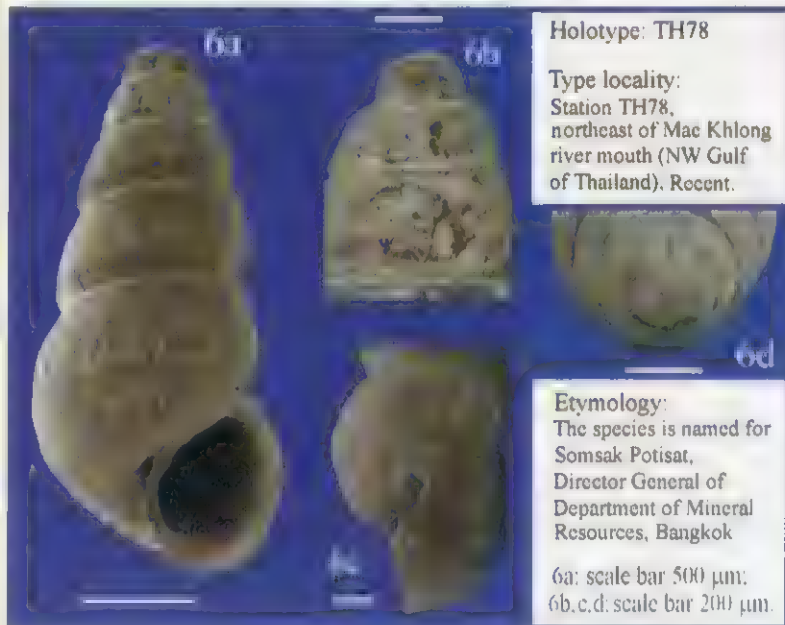 6a
6b
Holotype: TH78
Type locality:
Station TH78,
northeast of Mae Khlong
river mouth (NW Gulf
of Thailand). Recent.
6d
6c
Etymology:
The species is named for
Somsak Potisat,
Director General of
Department of Mineral
Resources, Bangkok
6a: scale bar 500 µm;
6b,c,d: scale bar 200 µm.